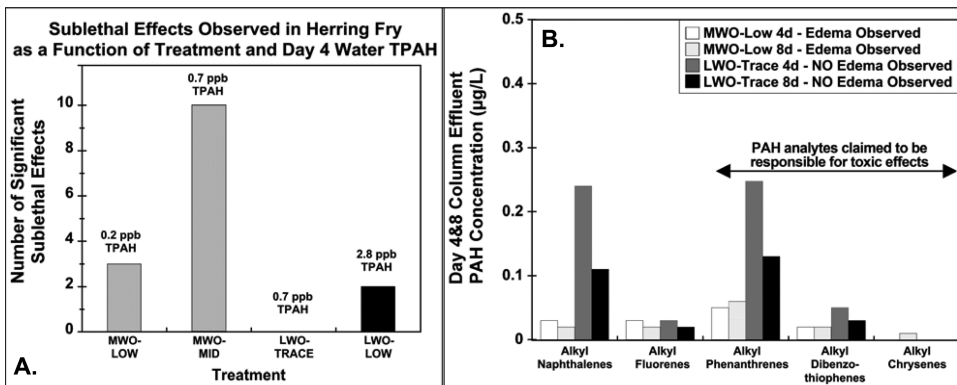 Sublethal Effects Observed in Herring Fry
as a Function of Treatment and Day 4 Water TPAH
Number of Significant
Sublethal Effects
10
8
6
4
2
0
0.2 ppb
TPAH
0.7 ppb
TPAH
0.7 ppb
TPAH
2.8 ppb
TPAH
MWO-
LOW
MWO-
MID
LWO-
TRACE
LWO-
LOW
Treatment
A.
B.
MWO-Low 4d - Edema Observed
MWO-Low 8d - Edema Observed
LWO-Trace 4d - NO Edema Observed
LWO-Trace 8d - NO Edema Observed
PAH analytes claimed to be
responsible for toxic effects
Day 4&8 Column Effluent
PAH Concentration (µg/L)
0.5
0.4
0.3
0.2
0.1
0.0
Alkyl
Naphthalenes
Alkyl
Fluorenes
Alkyl
Phenanthrenes
Alkyl
Dibenzo-
thiophenes
Alkyl
Chrysenes